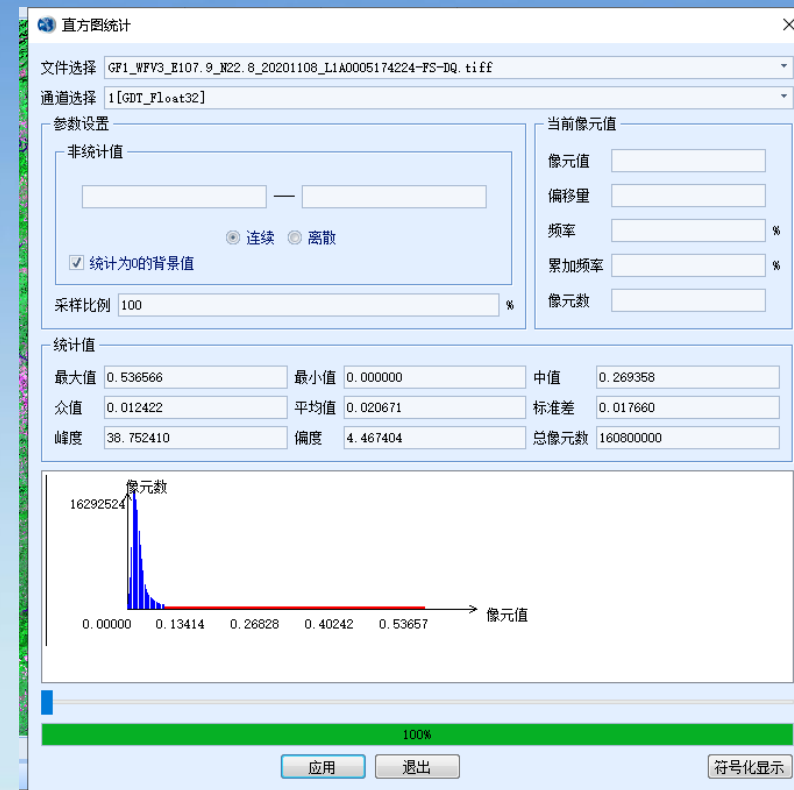 直方图统计
文件选择 GF1_WFV3_E107.9_N22.8_20201108_L1A0005174224-FS-DQ.tiff
通道选择 1[GDT_Float32]
参数设置
非统计值
—
连续 离散
统计为0的背景值
采样比例 100 %
当前像元值
像元值
偏移量
频率 %
累加频率 %
像元数
统计值
最大值 0.536566 最小值 0.000000 中值 0.269358
众值 0.012422 平均值 0.020671 标准差 0.017660
峰度 38.752410 偏度 4.467404 总像元数 160800000
像元数
16292524
像元值
0.00000 0.13414 0.26828 0.40242 0.53657
100%
应用 退出 符号化显示